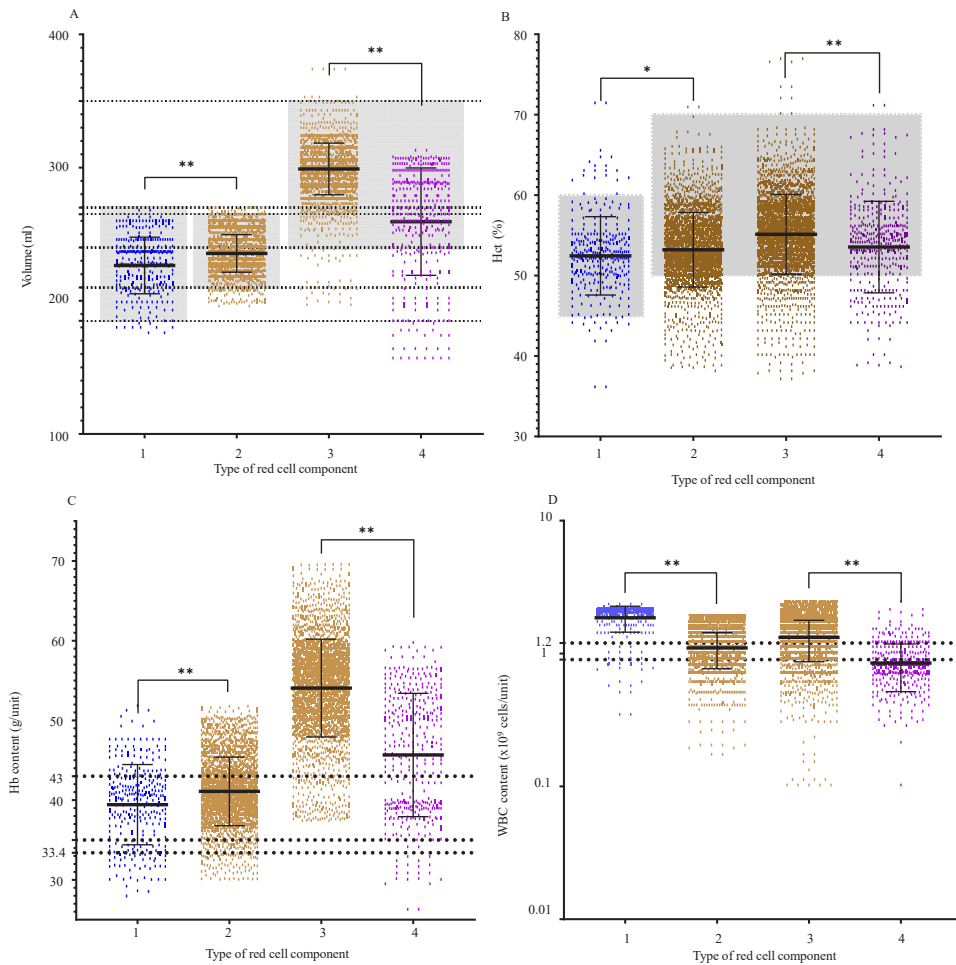 A
400
300
200
100
Volume(ml)
**
**
1 2 3 4
Type of red cell component
B
80
70
60
50
40
30
Hct (%)
*
**
1 2 3 4
Type of red cell component
C
70
60
50
43
40
33.4
30
Hb content (g/unit)
**
**
1 2 3 4
Type of red cell component
D
10
1.2
1
0.1
0.01
WBC content (x10⁹ cells/unit)
**
**
1 2 3 4
Type of red cell component